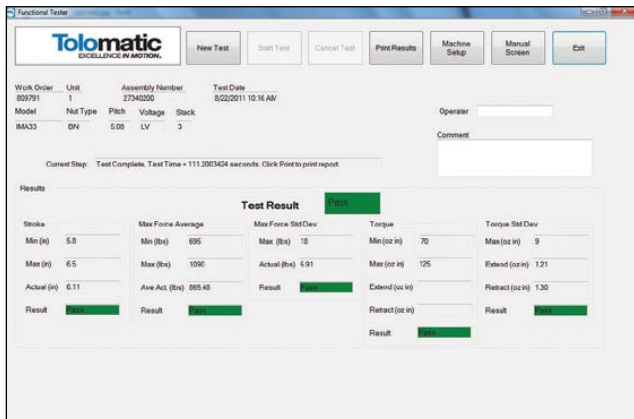 Functional Tester
Tolomatic
EXCELLENCE IN MOTION.
New Test
Start Test
Cancel Test
Print Results
Machine Setup
Manual Screen
Exit
Work Order Unit Assembly Number Test Date
809791 1 27340200 8/22/2011 10:16 AM
Model Nut Type Pitch Voltage Stack
IMA33 BN 5.08 LV 3
Operater
Comment
Current Step: Test Complete. Test Time = 111.2003424 seconds. Click Print to print report.
Results
Test Result Pass
Stroke Max Force Average Max Force Std Dev Torque Torque Std Dev
Min (in) 5.8 Min (lbs) 695 Max (lbs) 18 Min (oz in) 70 Max (oz in) 9
Max (in) 6.5 Max (lbs) 1090 Actual (lbs) 6.91 Max (oz in) 125 Extend (oz in) 1.21
Actual (in) 6.11 Ave Act. (lbs) 865.48 Result Pass Extend (oz in) Retract (oz in) 1.30
Result Pass Result Pass Retract (oz in) Result Pass
Result Pass